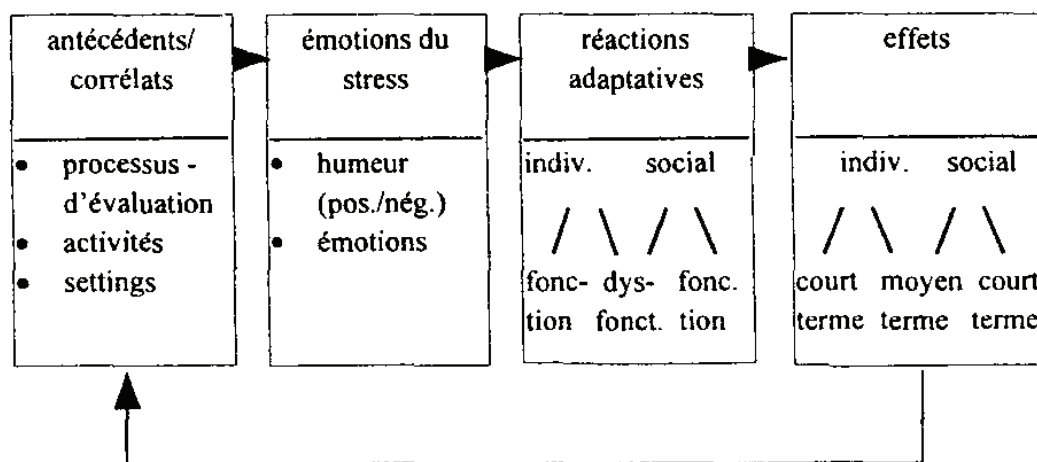 antécédents/
corrélats
• processus -
d'évaluation
• activités
• settings
émotions du
stress
• humeur
(pos./nég.)
• émotions
réactions
adaptatives
indiv. social
fonc- dys- fonc.
tion fonct. tion
effets
indiv. social
court moyen court
terme terme terme